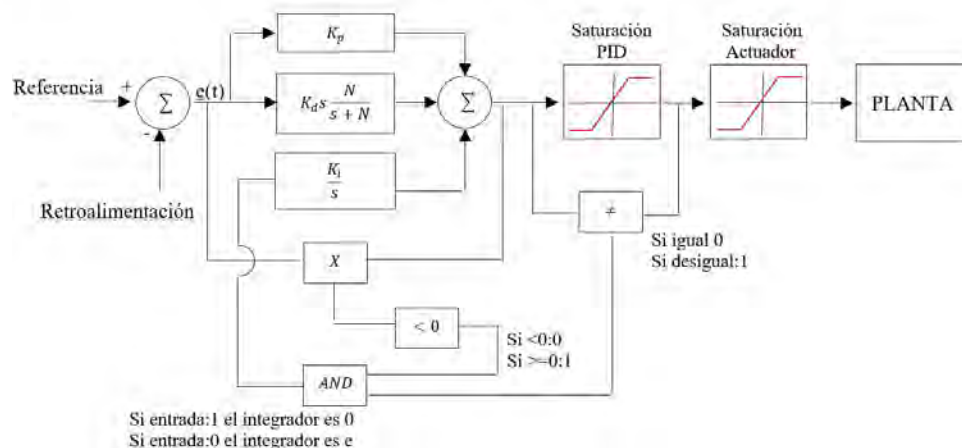 Saturación
PID
Saturación
Actuador
K_p
Referencia
+
Σ
e(t)
-
K_d s N / s + N
Σ
PLANTA
K_i / s
Retroalimentación
≠
Si igual 0
Si desigual:1
X
< 0
Si <0:0
Si >=0:1
AND
Si entrada:1 el integrador es 0
Si entrada:0 el integrador es e